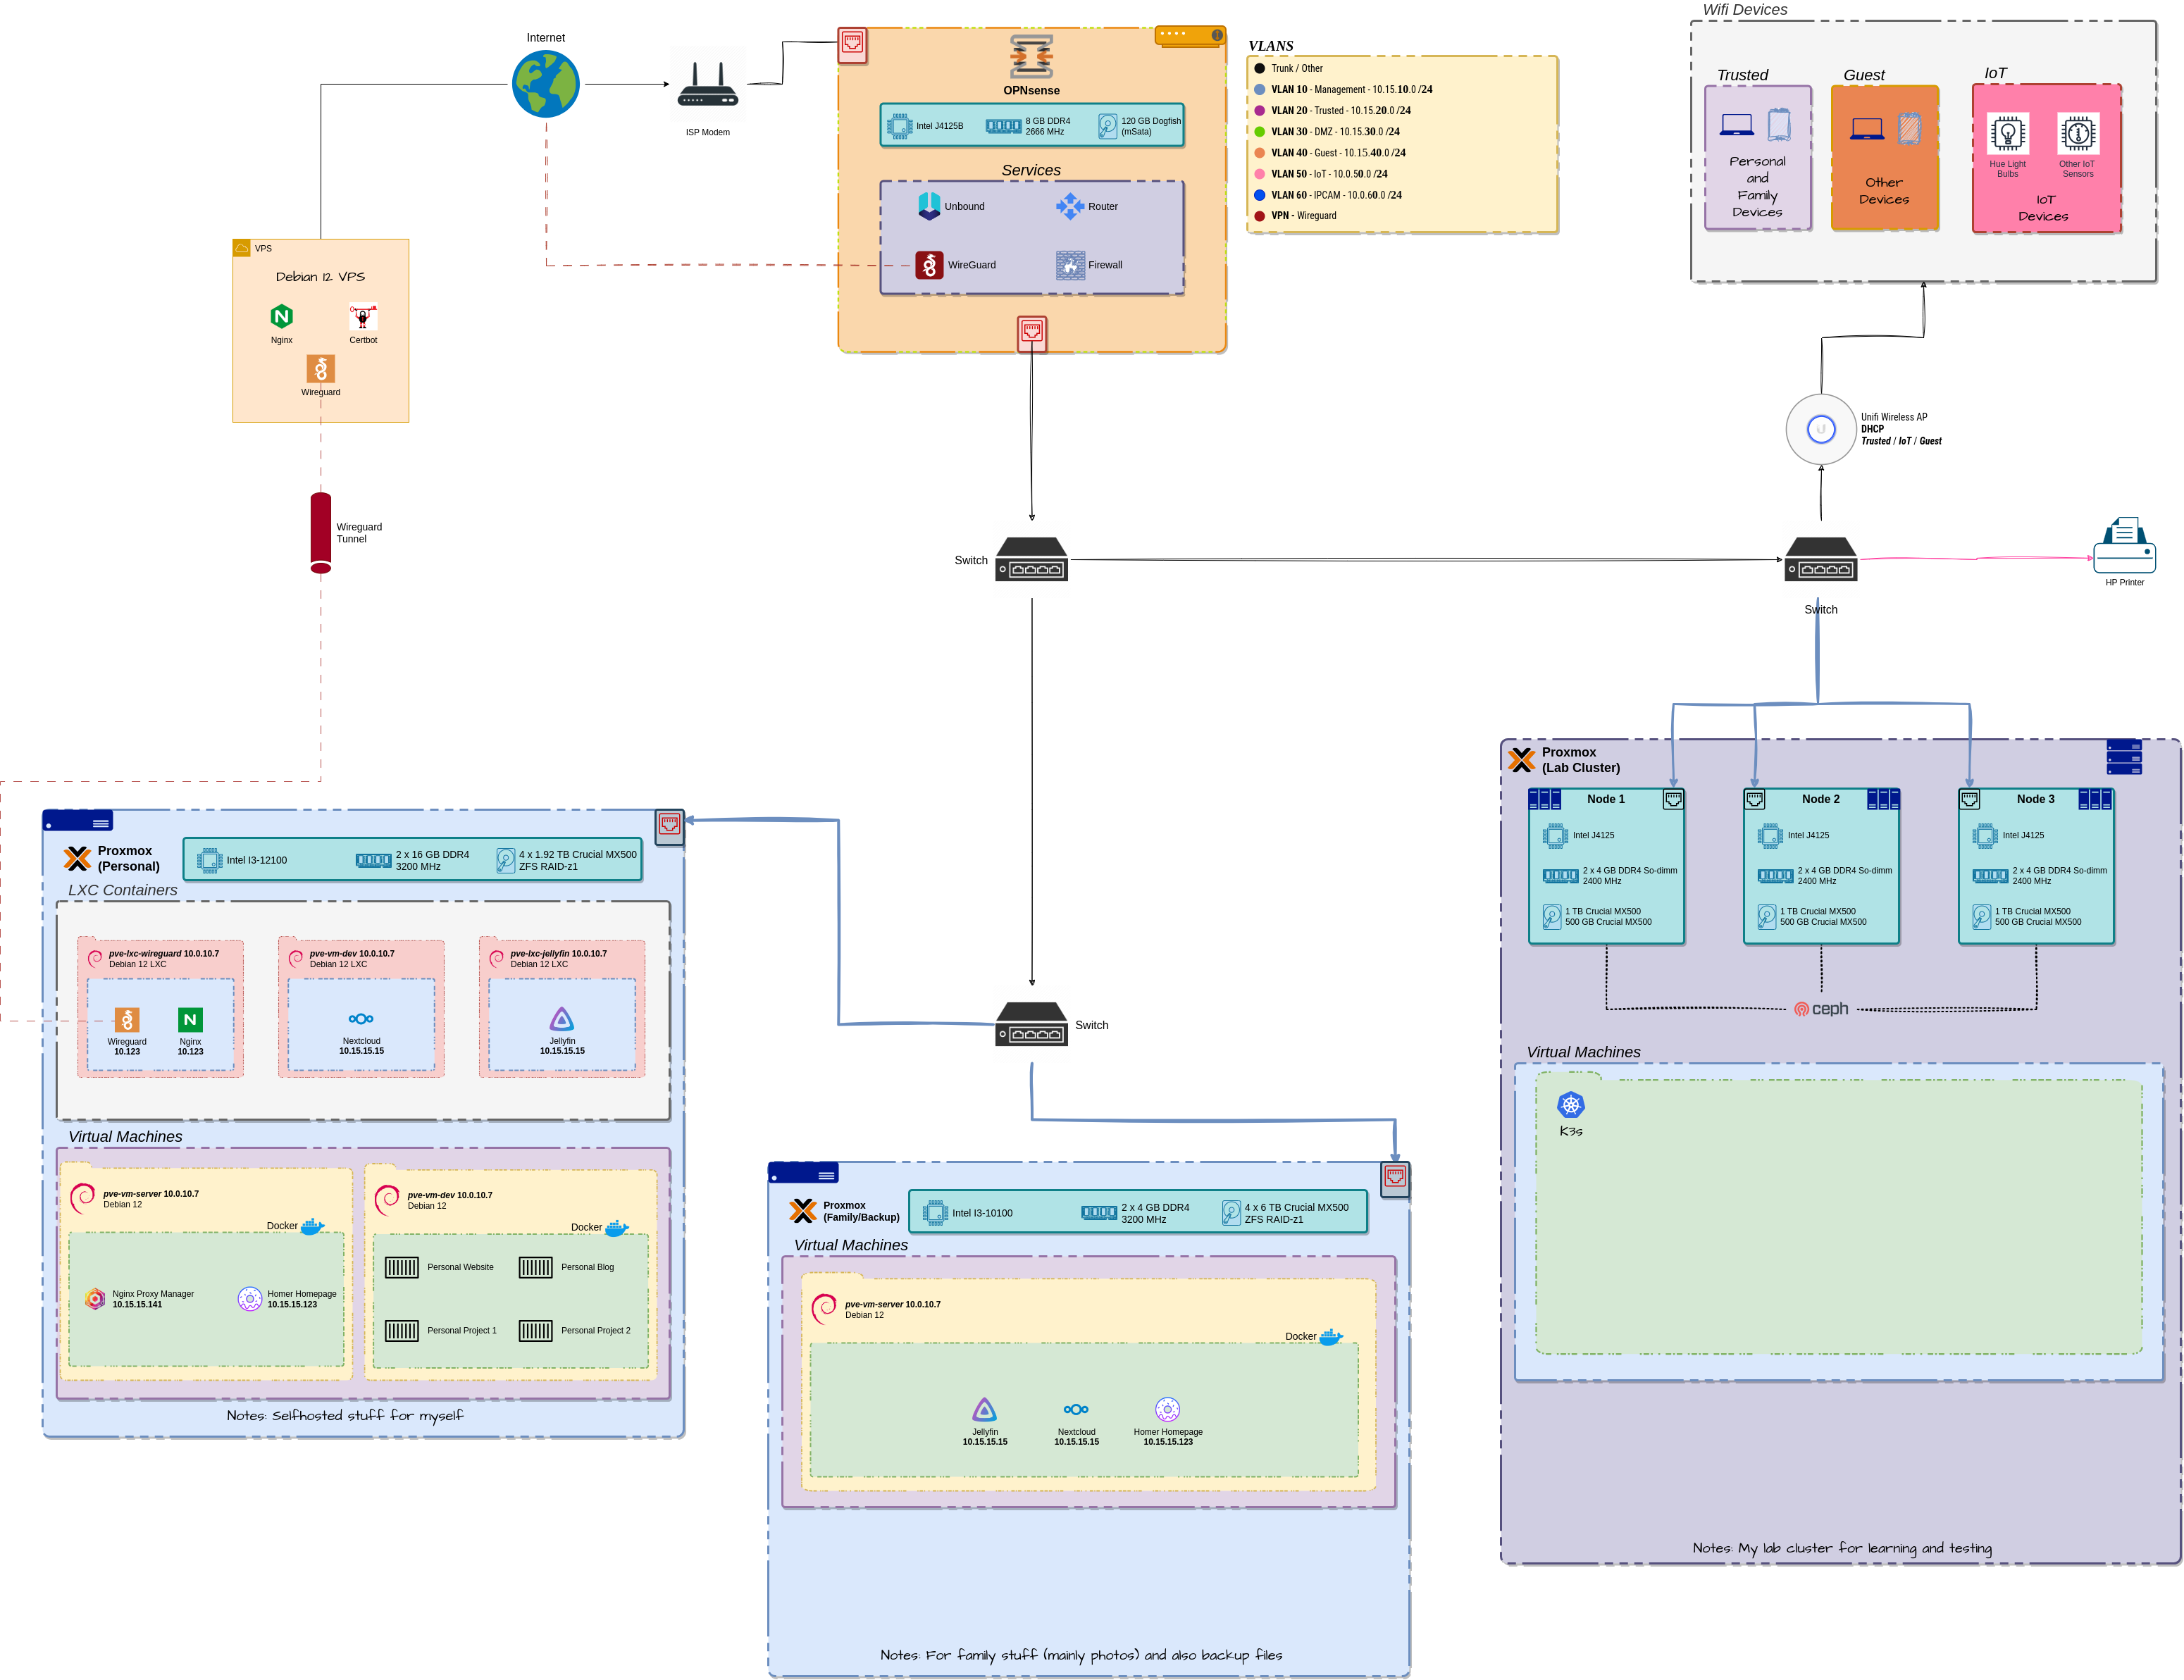 Internet
ISP Modem
OPNsense
Intel J4125B
8 GB DDR4
2666 MHz
120 GB Dogfish
(mSata)
Services
Unbound
Router
WireGuard
Firewall
VLANS
Trunk / Other
VLAN 10 - Management - 10.15.10.0 /24
VLAN 20 - Trusted - 10.15.20.0 /24
VLAN 30 - DMZ - 10.15.30.0 /24
VLAN 40 - Guest - 10.15.40.0 /24
VLAN 50 - IoT - 10.0.50.0 /24
VLAN 60 - IPCAM - 10.0.60.0 /24
VPN - Wireguard
Wifi Devices
Trusted
Personal
and
Family
Devices
Guest
Other
Devices
IoT
Hue Light
Bulbs
Other IoT
Sensors
IoT
Devices
Unifi Wireless AP
DHCP
Trusted / IoT / Guest
VPS
Debian 12 VPS
Nginx
Certbot
Wireguard
Wireguard
Tunnel
Switch
Switch
HP Printer
Switch
Proxmox
(Personal)
Intel I3-12100
2 x 16 GB DDR4
3200 MHz
4 x 1.92 TB Crucial MX500
ZFS RAID-z1
LXC Containers
pve-lxc-wireguard 10.0.10.7
Debian 12 LXC
Wireguard
10.123
Nginx
10.123
pve-vm-dev 10.0.10.7
Debian 12 LXC
Nextcloud
10.15.15.15
pve-lxc-jellyfin 10.0.10.7
Debian 12 LXC
Jellyfin
10.15.15.15
Virtual Machines
pve-vm-server 10.0.10.7
Debian 12
Docker
Nginx Proxy Manager
10.15.15.141
Homer Homepage
10.15.15.123
pve-vm-dev 10.0.10.7
Debian 12
Docker
Personal Website
Personal Blog
Personal Project 1
Personal Project 2
Notes: Selfhosted stuff for myself
Proxmox
(Family/Backup)
Intel I3-10100
2 x 4 GB DDR4
3200 MHz
4 x 6 TB Crucial MX500
ZFS RAID-z1
Virtual Machines
pve-vm-server 10.0.10.7
Debian 12
Docker
Jellyfin
10.15.15.15
Nextcloud
10.15.15.15
Homer Homepage
10.15.15.123
Notes: For family stuff (mainly photos) and also backup files
Proxmox
(Lab Cluster)
Node 1
Intel J4125
2 x 4 GB DDR4 So-dimm
2400 MHz
1 TB Crucial MX500
500 GB Crucial MX500
Node 2
Intel J4125
2 x 4 GB DDR4 So-dimm
2400 MHz
1 TB Crucial MX500
500 GB Crucial MX500
Node 3
Intel J4125
2 x 4 GB DDR4 So-dimm
2400 MHz
1 TB Crucial MX500
500 GB Crucial MX500
ceph
Virtual Machines
K3s
Notes: My lab cluster for learning and testing